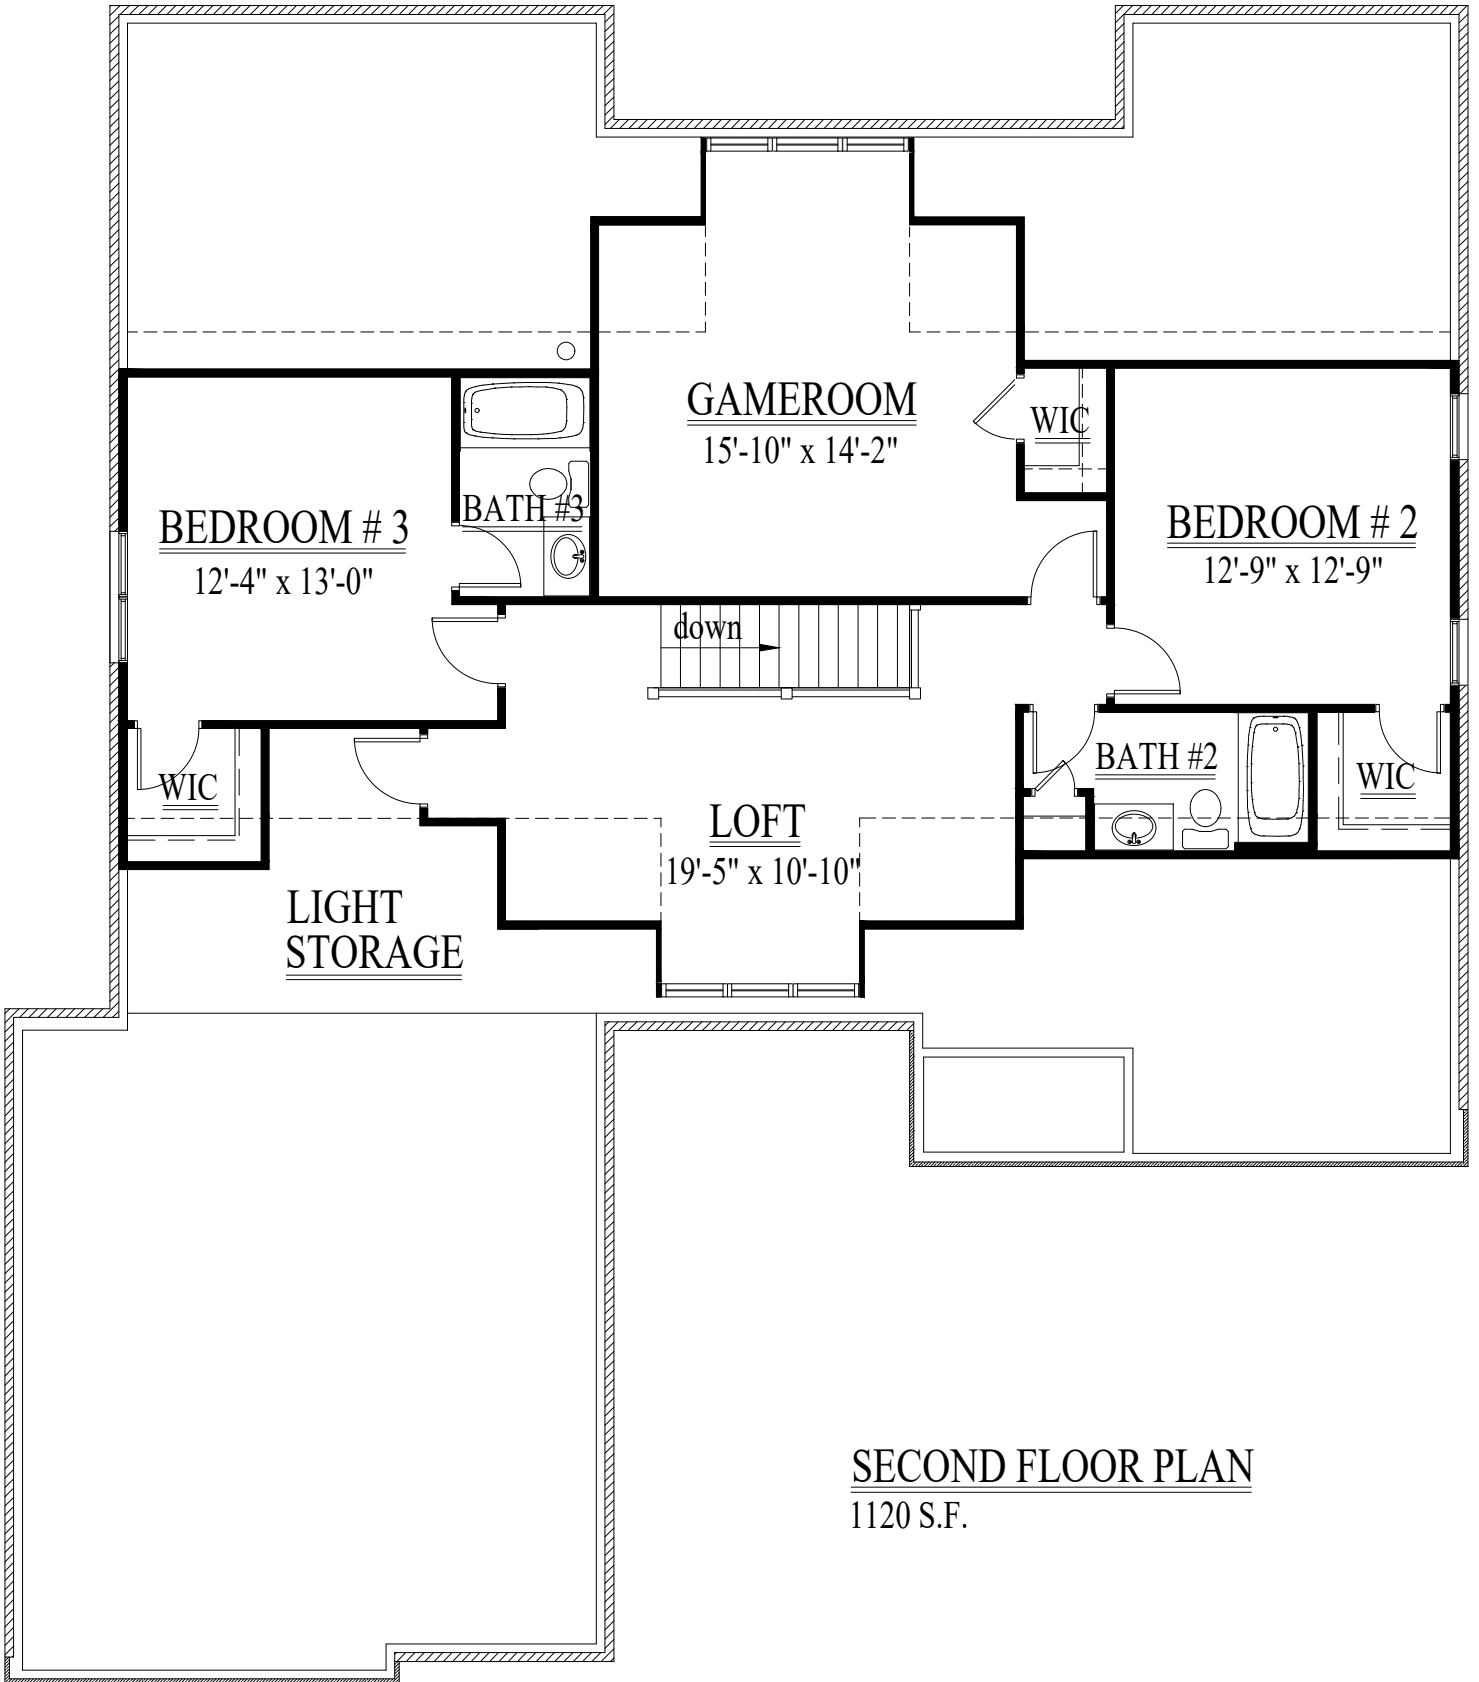 GAMEROOM
15'-10" x 14'-2"
WIC
BATH #3
BEDROOM # 3
12'-4" x 13'-0"
BEDROOM # 2
12'-9" x 12'-9"
down
BATH #2
WIC
WIC
LOFT
19'-5" x 10'-10"
LIGHT
STORAGE
SECOND FLOOR PLAN
1120 S.F.